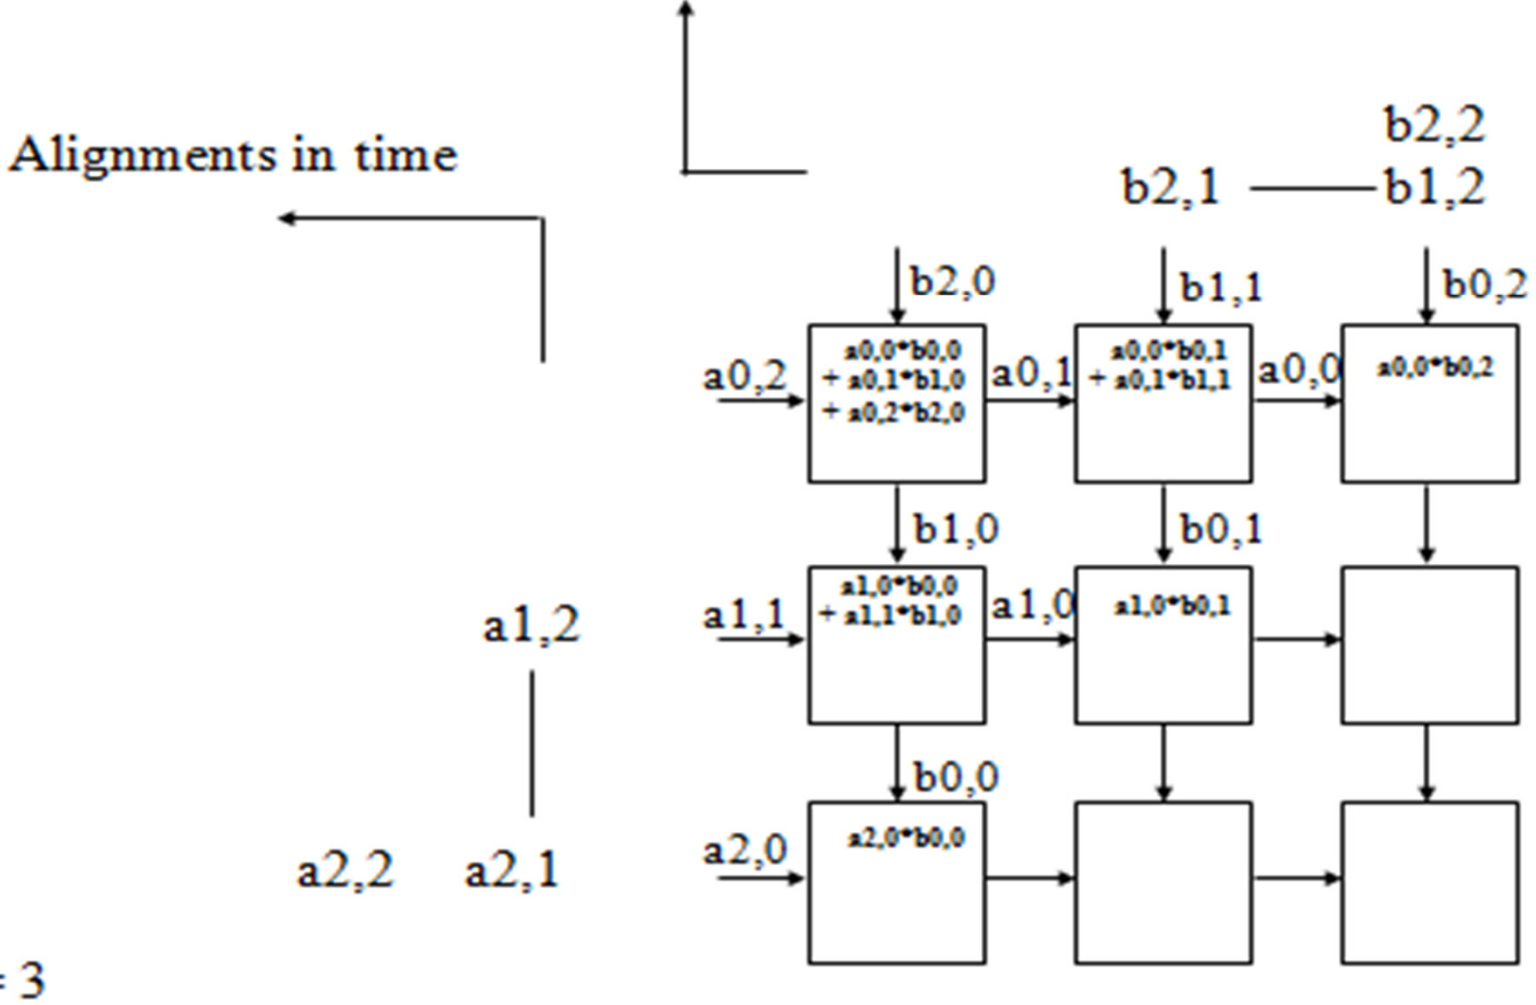 b2,2
Alignments in time
b2,1 b1,2
b2,0 b1,1 b0,2
a0,0*b0,0 a0,0*b0,1
a0,2 + a0,1*b1,0 a0,1 + a0,1*b1,1 a0,0 a0,0*b0,2
+ a0,2*b2,0
b1,0 b0,1
a1,0*b0,0
a1,2 a1,1 + a1,1*b1,0 a1,0 a1,0*b0,1
b0,0
a2,0*b0,0
a2,2 a2,1 a2,0
= 3